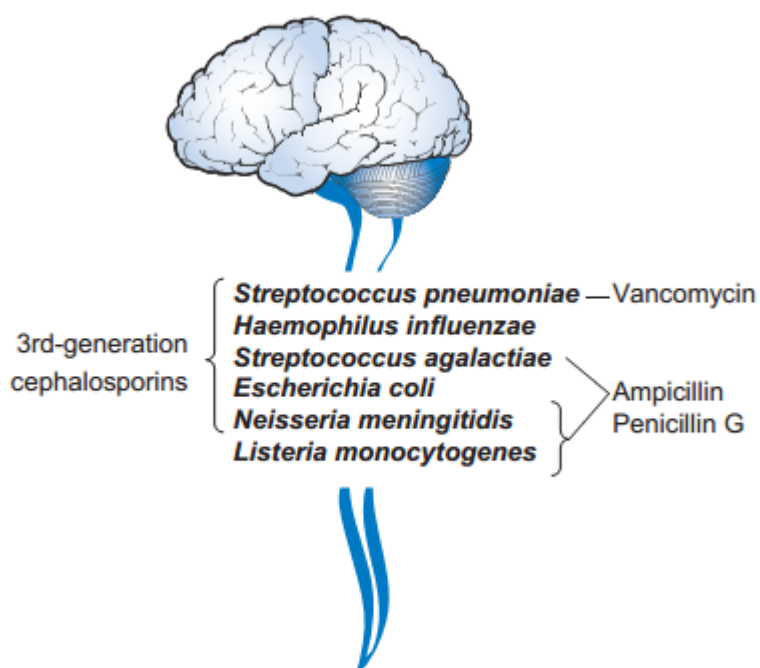 Streptococcus pneumoniae — Vancomycin
Haemophilus influenzae
3rd-generation
cephalosporins
Streptococcus agalactiae
Escherichia coli
Neisseria meningitidis
Listeria monocytogenes
Ampicillin
Penicillin G